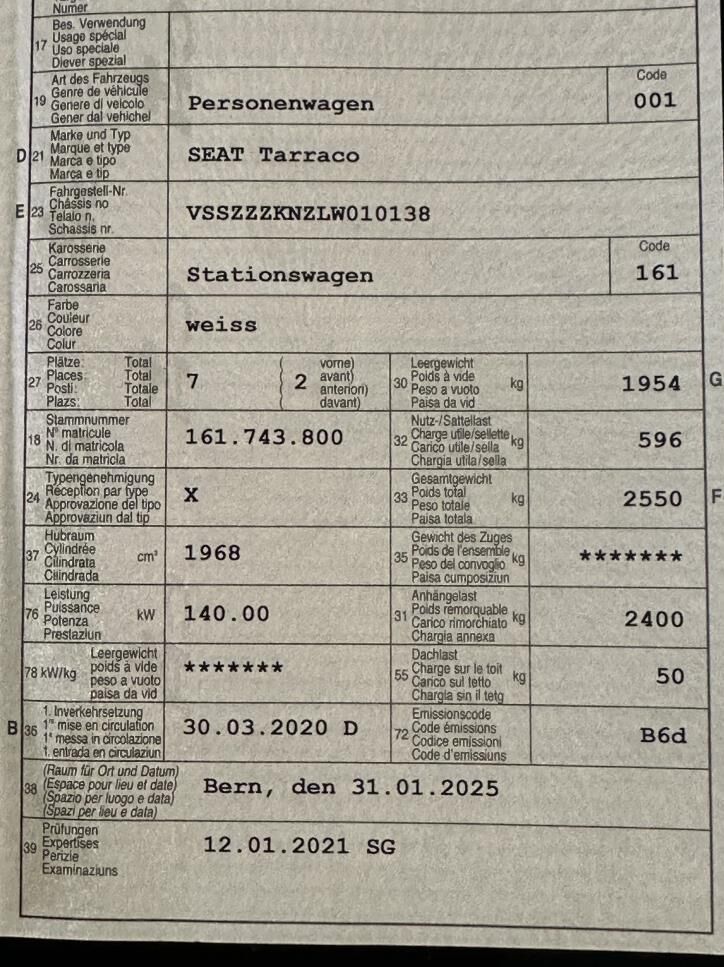 Numer
17 Bes. Verwendung
Usage spécial
Uso speciale
Diever spezial
19 Art des Fahrzeugs
Genre de véhicule
Genere di veicolo
Gener dal vehichel
Personenwagen
Code
001
D 21 Marke und Typ
Marque et type
Marca e tipo
Marca e tip
SEAT Tarraco
E 23 Fahrgestell-Nr.
Châssis no
Telaio n.
Schassis nr.
VSSZZZKNZLW010138
25 Karosserie
Carrosserie
Carrozzeria
Carossaria
Stationswagen
Code
161
26 Farbe
Couleur
Colore
Colur
weiss
27 Plätze: Total
Places: Total
Posti: Totale
Plazs: Total
7
( 2 vorne)
avant)
anteriori)
davant)
30 Leergewicht
Poids à vide
Peso a vuoto
Paisa da vid
kg
1954 G
18 Stammnummer
N° matricule
N. di matricola
Nr. da matricla
161.743.800
32 Nutz-/Sattellast
Charge utile/sellette
Carico utile/sella
Chargia utila/sella
kg
596
24 Typengenehmigung
Réception par type
Approvazione del tipo
Approvaziun dal tip
X
33 Gesamtgewicht
Poids total
Peso totale
Paisa totala
kg
2550 F
37 Hubraum
Cylindrée
Cilindrata
Cilindrada
cm³
1968
35 Gewicht des Zuges
Poids de l'ensemble
Peso del convoglio
Paisa cumposiziun
kg
*******
76 Leistung
Puissance
Potenza
Prestaziun
kW
140.00
31 Anhängelast
Poids remorquable
Carico rimorchiato
Chargia annexa
kg
2400
78 kW/kg Leergewicht
poids à vide
peso a vuoto
paisa da vid
*******
55 Dachlast
Charge sur le toit
Carico sul tetto
Chargia sin il tetg
kg
50
B 36 1. Inverkehrsetzung
1re mise en circulation
1a messa in circolazione
1. entrada en circulaziun
30.03.2020 D
72 Emissionscode
Code émissions
Codice emissioni
Code d'emissiuns
B6d
38 (Raum für Ort und Datum)
(Espace pour lieu et date)
(Spazio per luogo e data)
(Spazi per lieu e data)
Bern, den 31.01.2025
39 Prüfungen
Expertises
Perizie
Examinaziuns
12.01.2021 SG